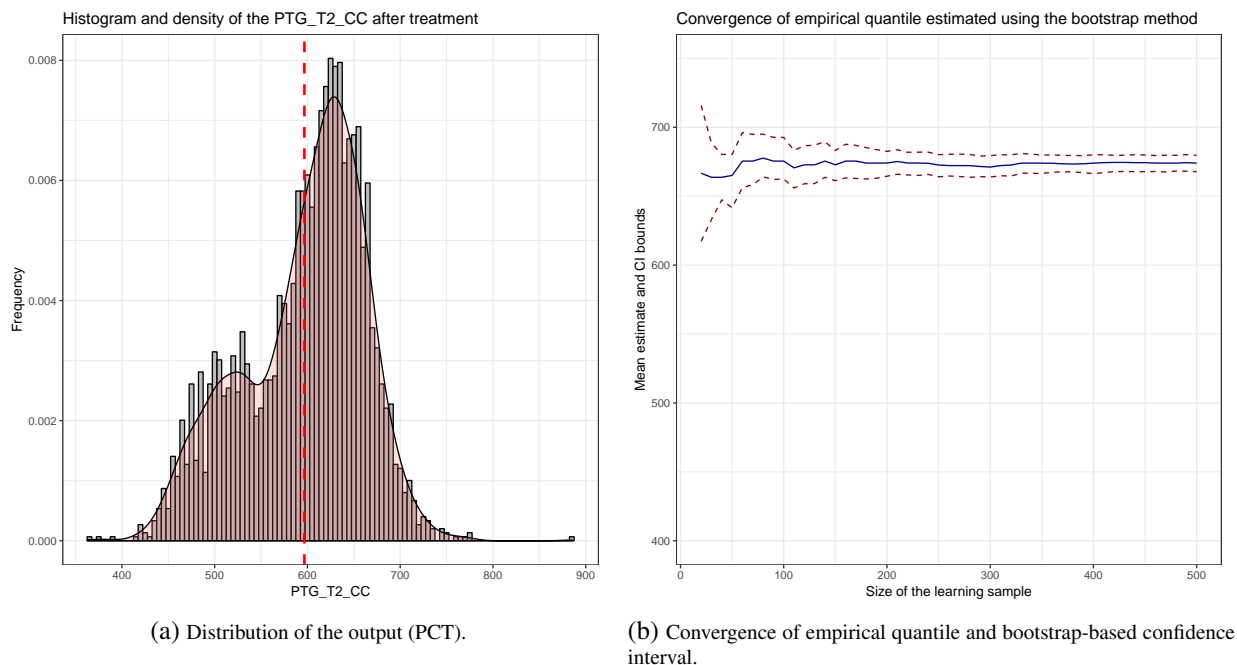 Histogram and density of the PTG_T2_CC after treatment
0.008
0.006
0.004
0.002
0.000
Frequency
400 500 600 700 800 900
PTG_T2_CC
(a) Distribution of the output (PCT).
Convergence of empirical quantile estimated using the bootstrap method
700
600
500
400
Mean estimate and CI bounds
0 100 200 300 400 500
Size of the learning sample
(b) Convergence of empirical quantile and bootstrap-based confidence
interval.